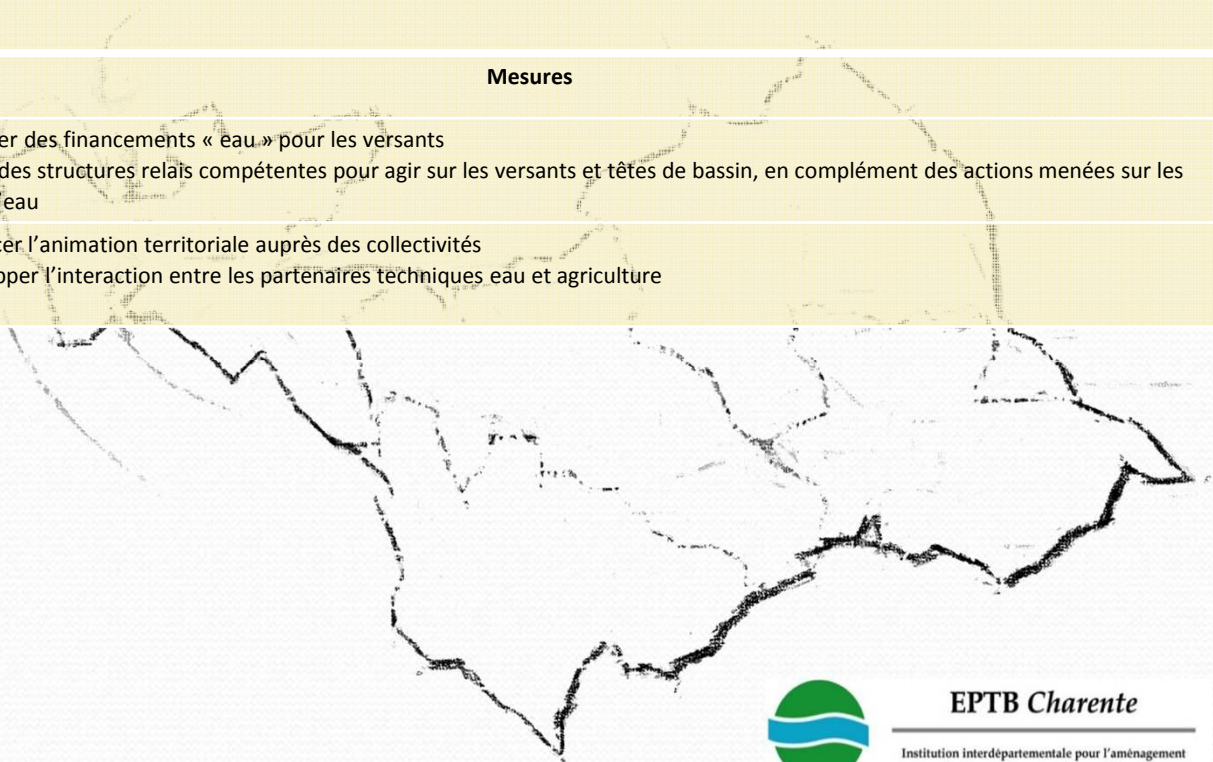 Mesures
er des financements « eau » pour les versants
des structures relais compétentes pour agir sur les versants et têtes de bassin, en complément des actions menées sur les
eau
cer l’animation territoriale auprès des collectivités
pper l’interaction entre les partenaires techniques eau et agriculture
EPTB Charente
Institution interdépartementale pour l’aménagement